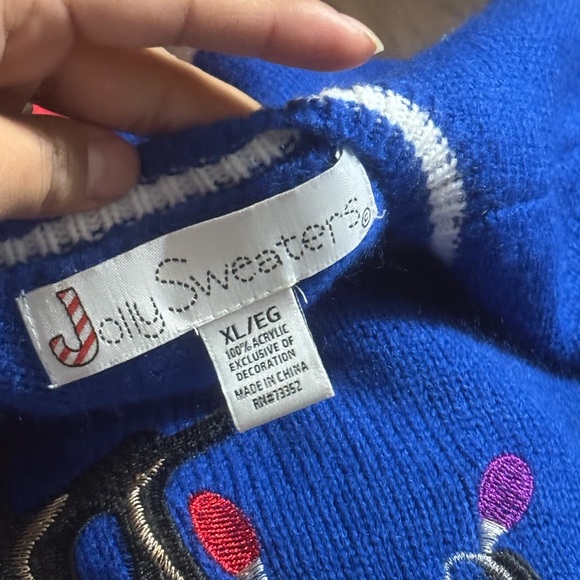 Jolly Sweaters©
XL/EG
100% ACRYLIC
EXCLUSIVE OF
DECORATION
MADE IN CHINA
RN#73352